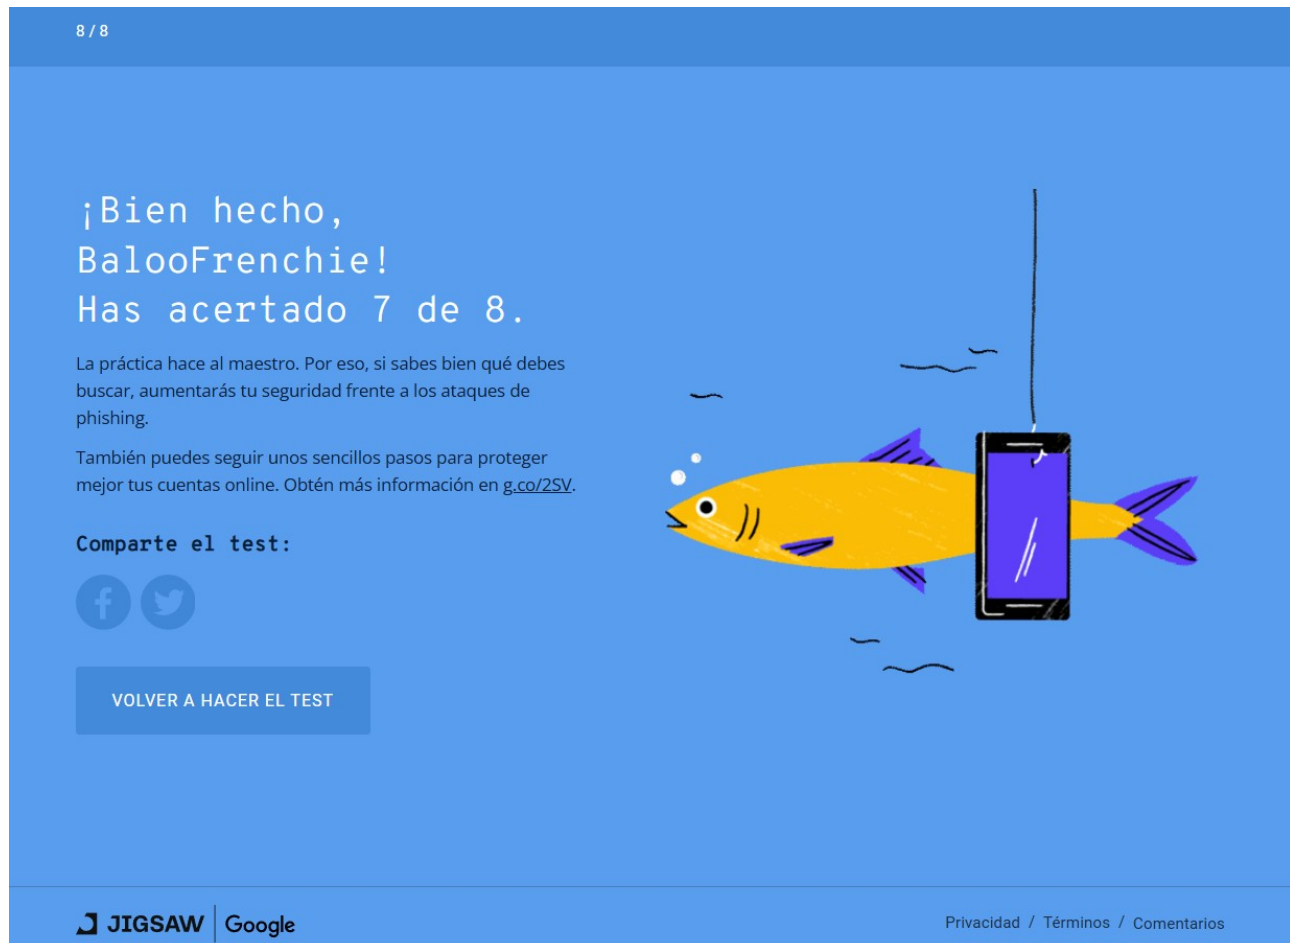 8 / 8
¡Bien hecho,
BalooFrenchie!
Has acertado 7 de 8.
La práctica hace al maestro. Por eso, si sabes bien qué debes
buscar, aumentarás tu seguridad frente a los ataques de
phishing.
También puedes seguir unos sencillos pasos para proteger
mejor tus cuentas online. Obtén más información en g.co/2SV.
Comparte el test:
VOLVER A HACER EL TEST
JIGSAW | Google
Privacidad / Términos / Comentarios